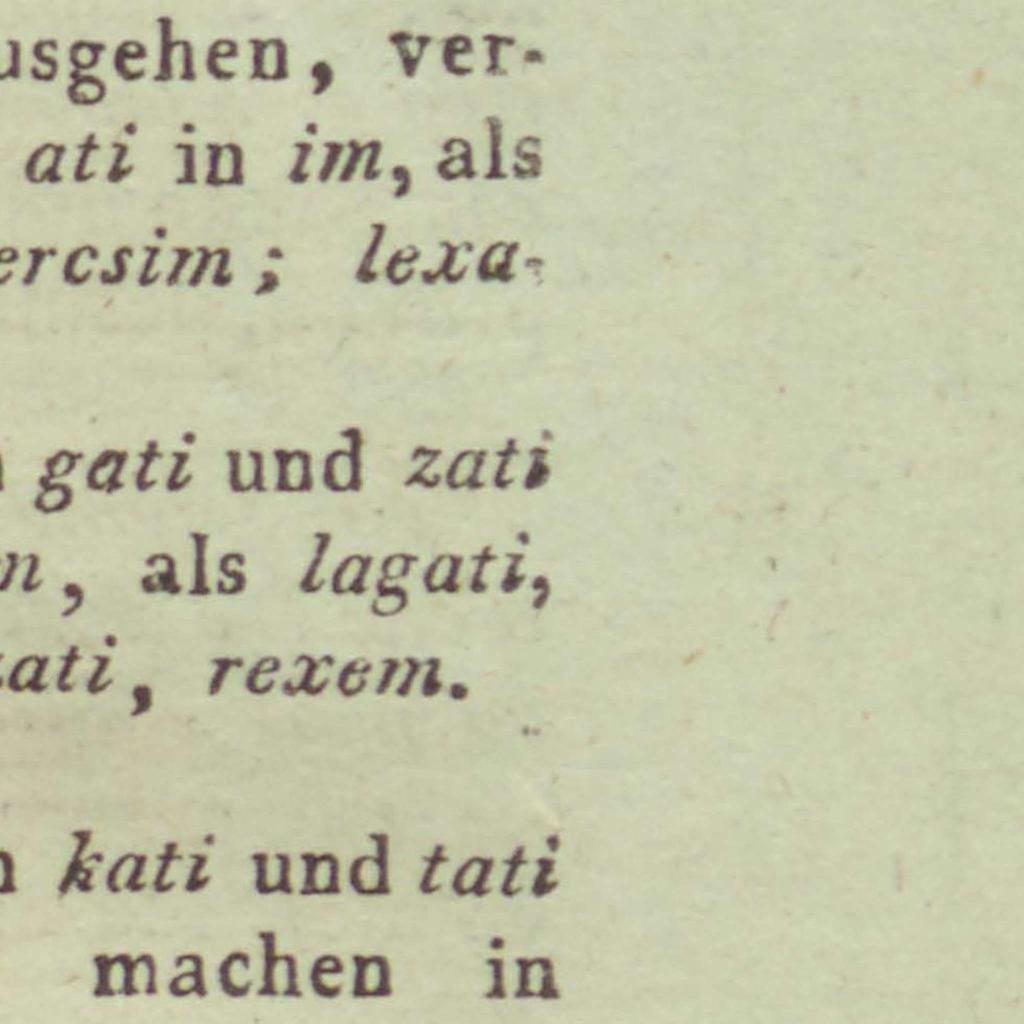 usgehen, ver-
ati in im, als
ercsim; lexa-
gati und zati
n, als lagati,
zati, rexem.
n kati und tati
machen in